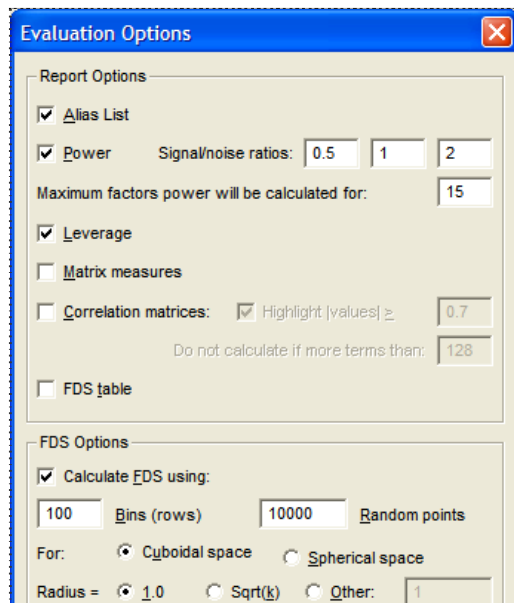 Evaluation Options
Report Options
Alias List
Power Signal/noise ratios: 0.5 1 2
Maximum factors power will be calculated for: 15
Leverage
Matrix measures
Correlation matrices: Highlight |values| ≥ 0.7
Do not calculate if more terms than: 128
FDS table
FDS Options
Calculate FDS using:
100 Bins (rows) 10000 Random points
For: Cuboidal space Spherical space
Radius = 1.0 Sqrt(k) Other: 1